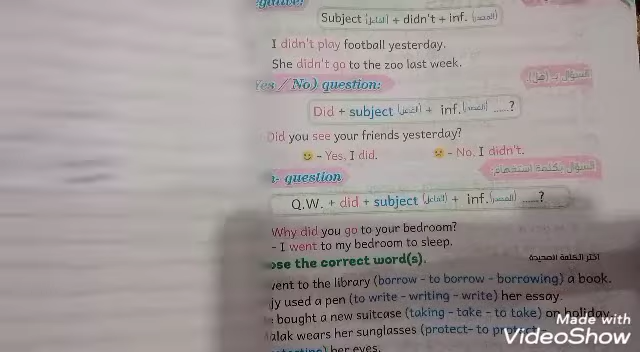 Subject (الفاعل) + didn't + inf. (المصدر)
I didn't play football yesterday.
She didn't go to the zoo last week.
Yes / No) question:
السؤال بـ (هل):
Did + subject (الفاعل) + inf. (المصدر) ......?
Did you see your friends yesterday?
- Yes, I did. - No, I didn't.
- question
السؤال بكلمة استفهام:
Q.W. + did + subject (الفاعل) + inf. (المصدر) ......?
Why did you go to your bedroom?
- I went to my bedroom to sleep.
ose the correct word(s).
اختر الكلمة الصحيحة
vent to the library (borrow - to borrow - borrowing) a book.
used a pen (to write - writing - write) her essay.
bought a new suitcase (taking - take - to take) on holiday.
alak wears her sunglasses (protect- to protect
her eyes.
Made with
VideoShow